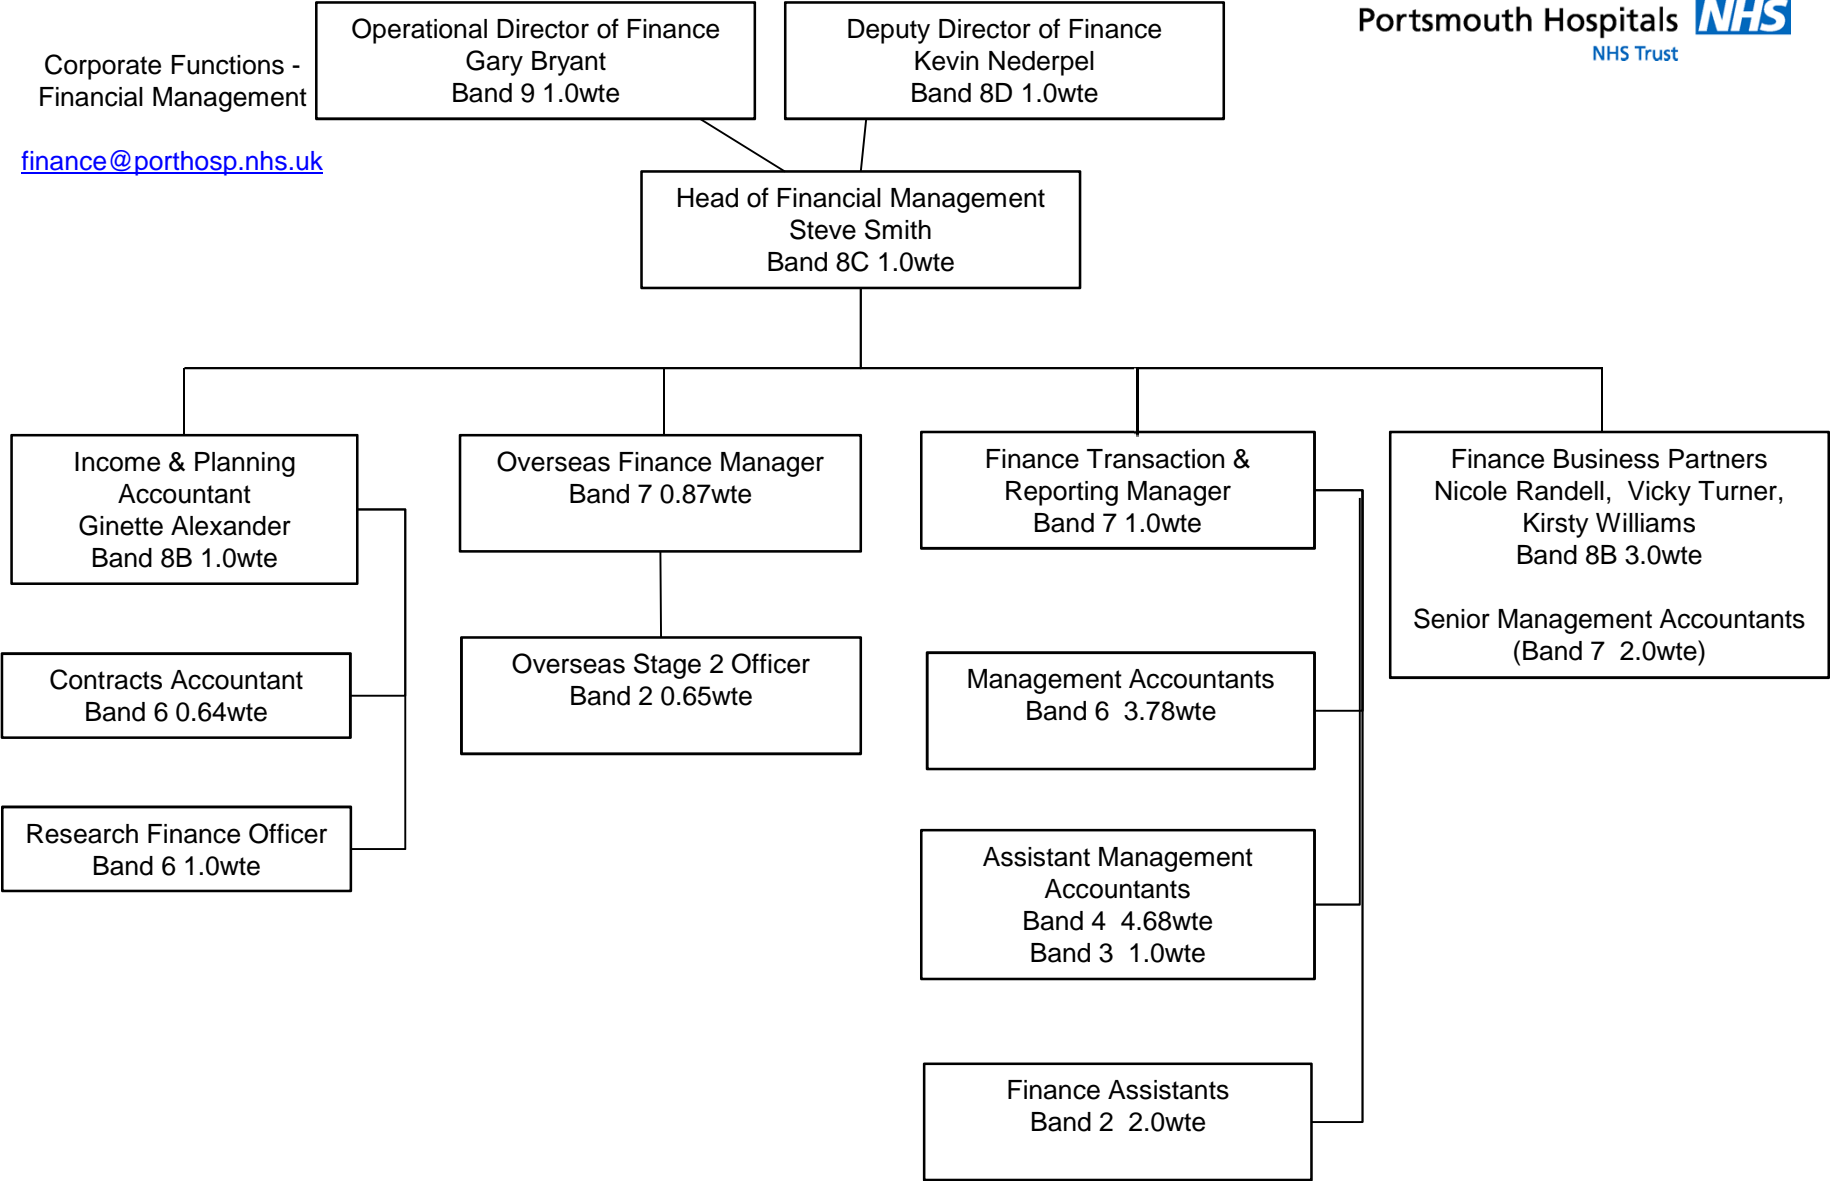 Corporate Functions -
Financial Management
finance@porthosp.nhs.uk
Operational Director of Finance
Gary Bryant
Band 9 1.0wte
Deputy Director of Finance
Kevin Nederpel
Band 8D 1.0wte
Portsmouth Hospitals NHS
NHS Trust
Head of Financial Management
Steve Smith
Band 8C 1.0wte
Income & Planning
Accountant
Ginette Alexander
Band 8B 1.0wte
Contracts Accountant
Band 6 0.64wte
Research Finance Officer
Band 6 1.0wte
Overseas Finance Manager
Band 7 0.87wte
Overseas Stage 2 Officer
Band 2 0.65wte
Finance Transaction &
Reporting Manager
Band 7 1.0wte
Management Accountants
Band 6  3.78wte
Assistant Management
Accountants
Band 4  4.68wte
Band 3  1.0wte
Finance Assistants
Band 2  2.0wte
Finance Business Partners
Nicole Randell,  Vicky Turner,
Kirsty Williams
Band 8B 3.0wte
Senior Management Accountants
(Band 7  2.0wte)